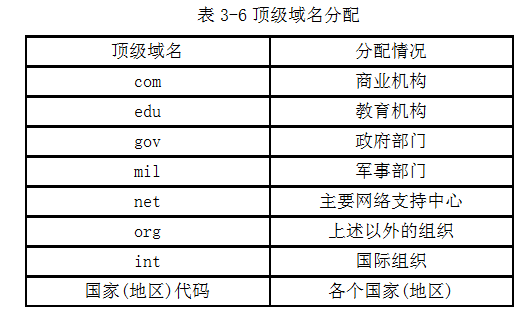 表 3-6 顶级域名分配
顶级域名 分配情况
com 商业机构
edu 教育机构
gov 政府部门
mil 军事部门
net 主要网络支持中心
org 上述以外的组织
int 国际组织
国家(地区)代码 各个国家(地区)